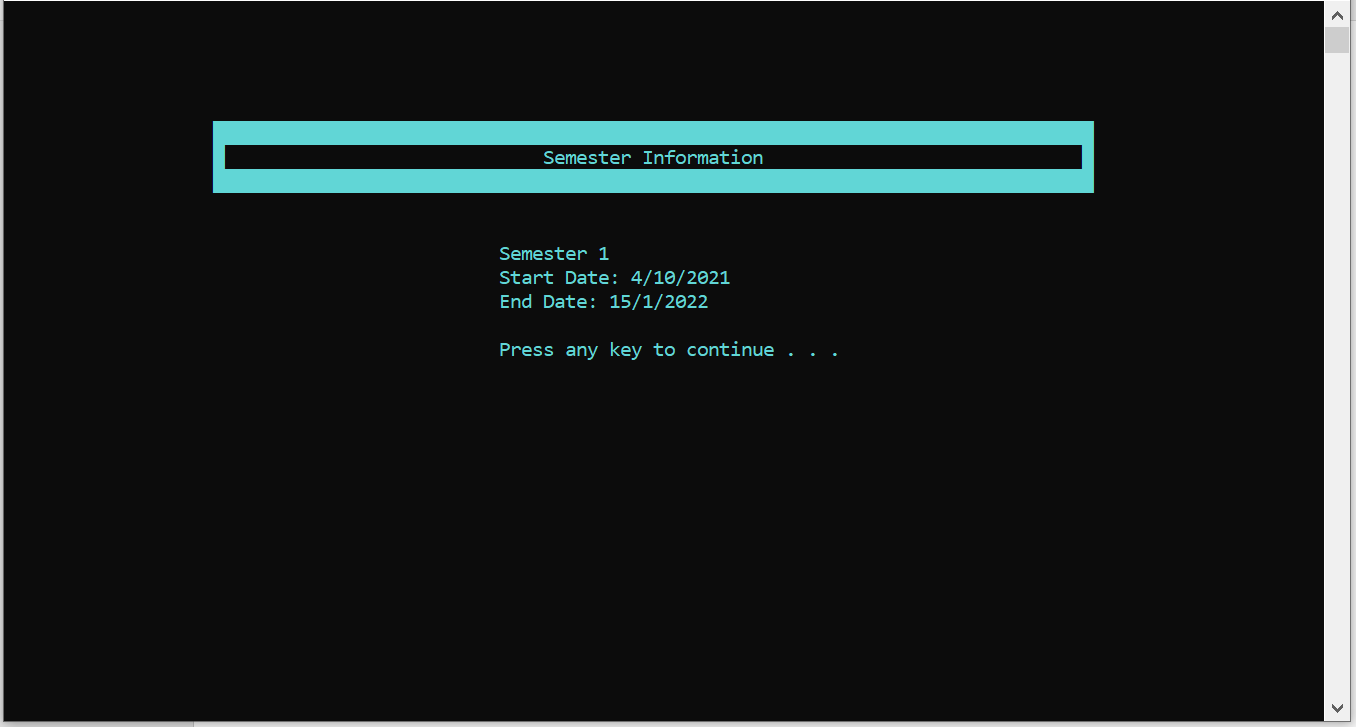 Semester Information
Semester 1
Start Date: 4/10/2021
End Date: 15/1/2022
Press any key to continue . . .